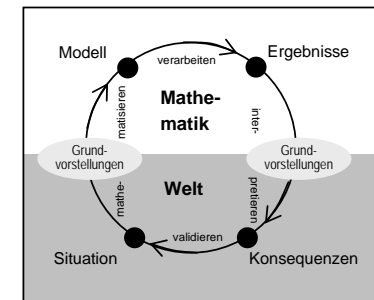 Modell
verarbeiten
Ergebnisse
Mathe-
matik
matisieren
inter-
Grund-
vorstellungen
Grund-
vorstellungen
mathe-
Welt
pretieren
validieren
Situation
Konsequenzen